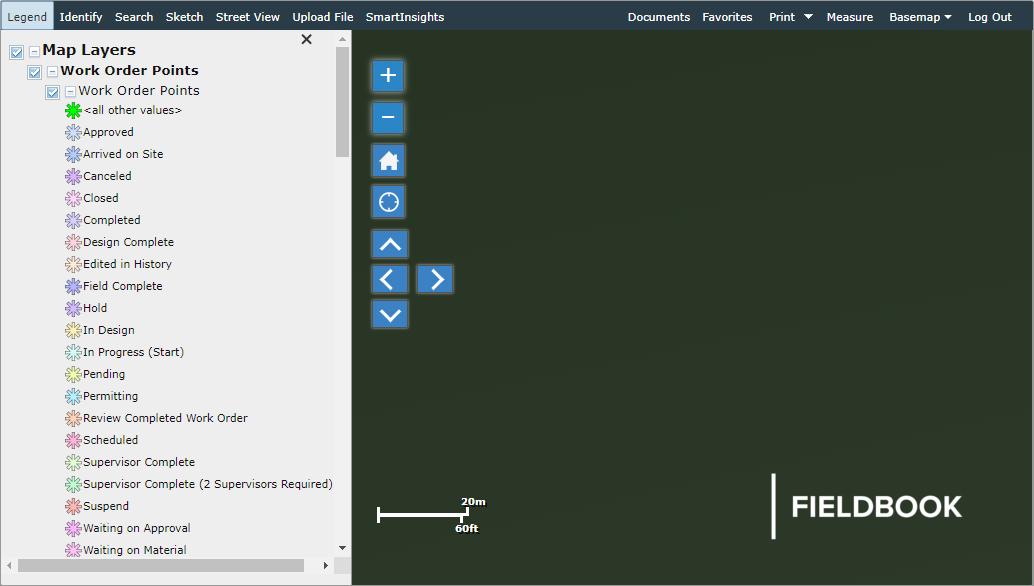 Legend Identify Search Sketch Street View Upload File SmartInsights Documents Favorites Print Measure Basemap Log Out
Map Layers
Work Order Points
Work Order Points
<all other values>
Approved
Arrived on Site
Canceled
Closed
Completed
Design Complete
Edited in History
Field Complete
Hold
In Design
In Progress (Start)
Pending
Permitting
Review Completed Work Order
Scheduled
Supervisor Complete
Supervisor Complete (2 Supervisors Required)
Suspend
Waiting on Approval
Waiting on Material
20m
60ft
FIELDBOOK